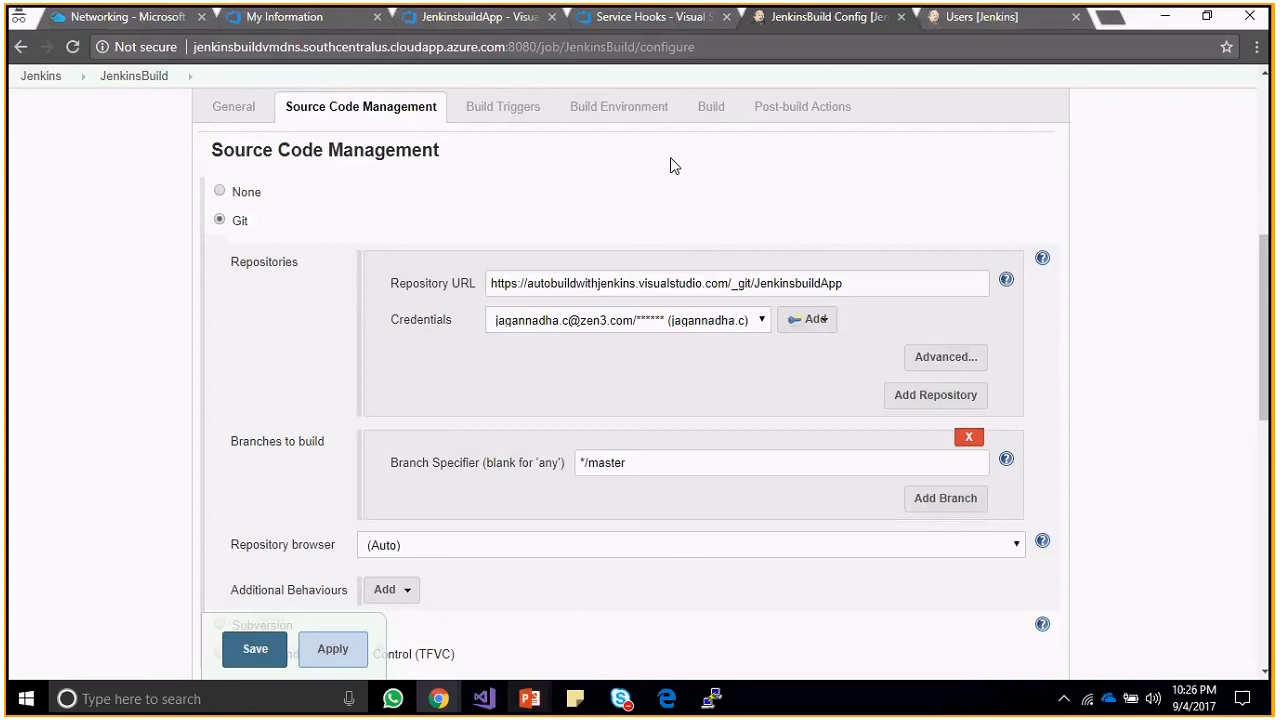 Networking - Microsoft
My Information
JenkinsbuildApp - Visua
Service Hooks - Visual S
JenkinsBuild Config [Jen
Users [Jenkins]
Not secure
jenkinsbuildvmdns.southcentralus.cloudapp.azure.com:8080/job/JenkinsBuild/configure
Jenkins
JenkinsBuild
General
Source Code Management
Build Triggers
Build Environment
Build
Post-build Actions
Source Code Management
None
Git
Repositories
Repository URL
https://autobuildwithjenkins.visualstudio.com/_git/JenkinsbuildApp
Credentials
jagannadha.c@zen3.com/****** (jagannadha.c)
Add
Advanced...
Add Repository
Branches to build
X
Branch Specifier (blank for 'any')
*/master
Add Branch
Repository browser
(Auto)
Additional Behaviours
Add
Subversion
Save
Apply
Control (TFVC)
Type here to search
10:26 PM
9/4/2017